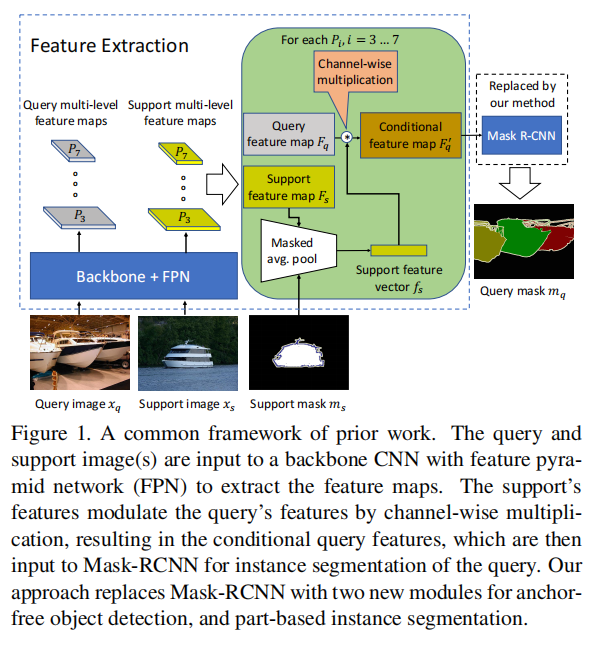 Feature Extraction
For each P_i, i = 3 … 7
Channel-wise
multiplication
Replaced by
our method
Query multi-level
feature maps
Support multi-level
feature maps
P_7
P_7
P_3
P_3
Query
feature map F_q
Conditional
feature map F_q′
Mask R-CNN
Support
feature map F_s
Masked
avg. pool
Support feature
vector f_s
Backbone + FPN
Query mask m_q
Query image x_q
Support image x_s
Support mask m_s
Figure 1. A common framework of prior work. The query and
support image(s) are input to a backbone CNN with feature pyra-
mid network (FPN) to extract the feature maps. The support’s
features modulate the query’s features by channel-wise multipli-
cation, resulting in the conditional query features, which are then
input to Mask-RCNN for instance segmentation of the query. Our
approach replaces Mask-RCNN with two new modules for anchor-
free object detection, and part-based instance segmentation.